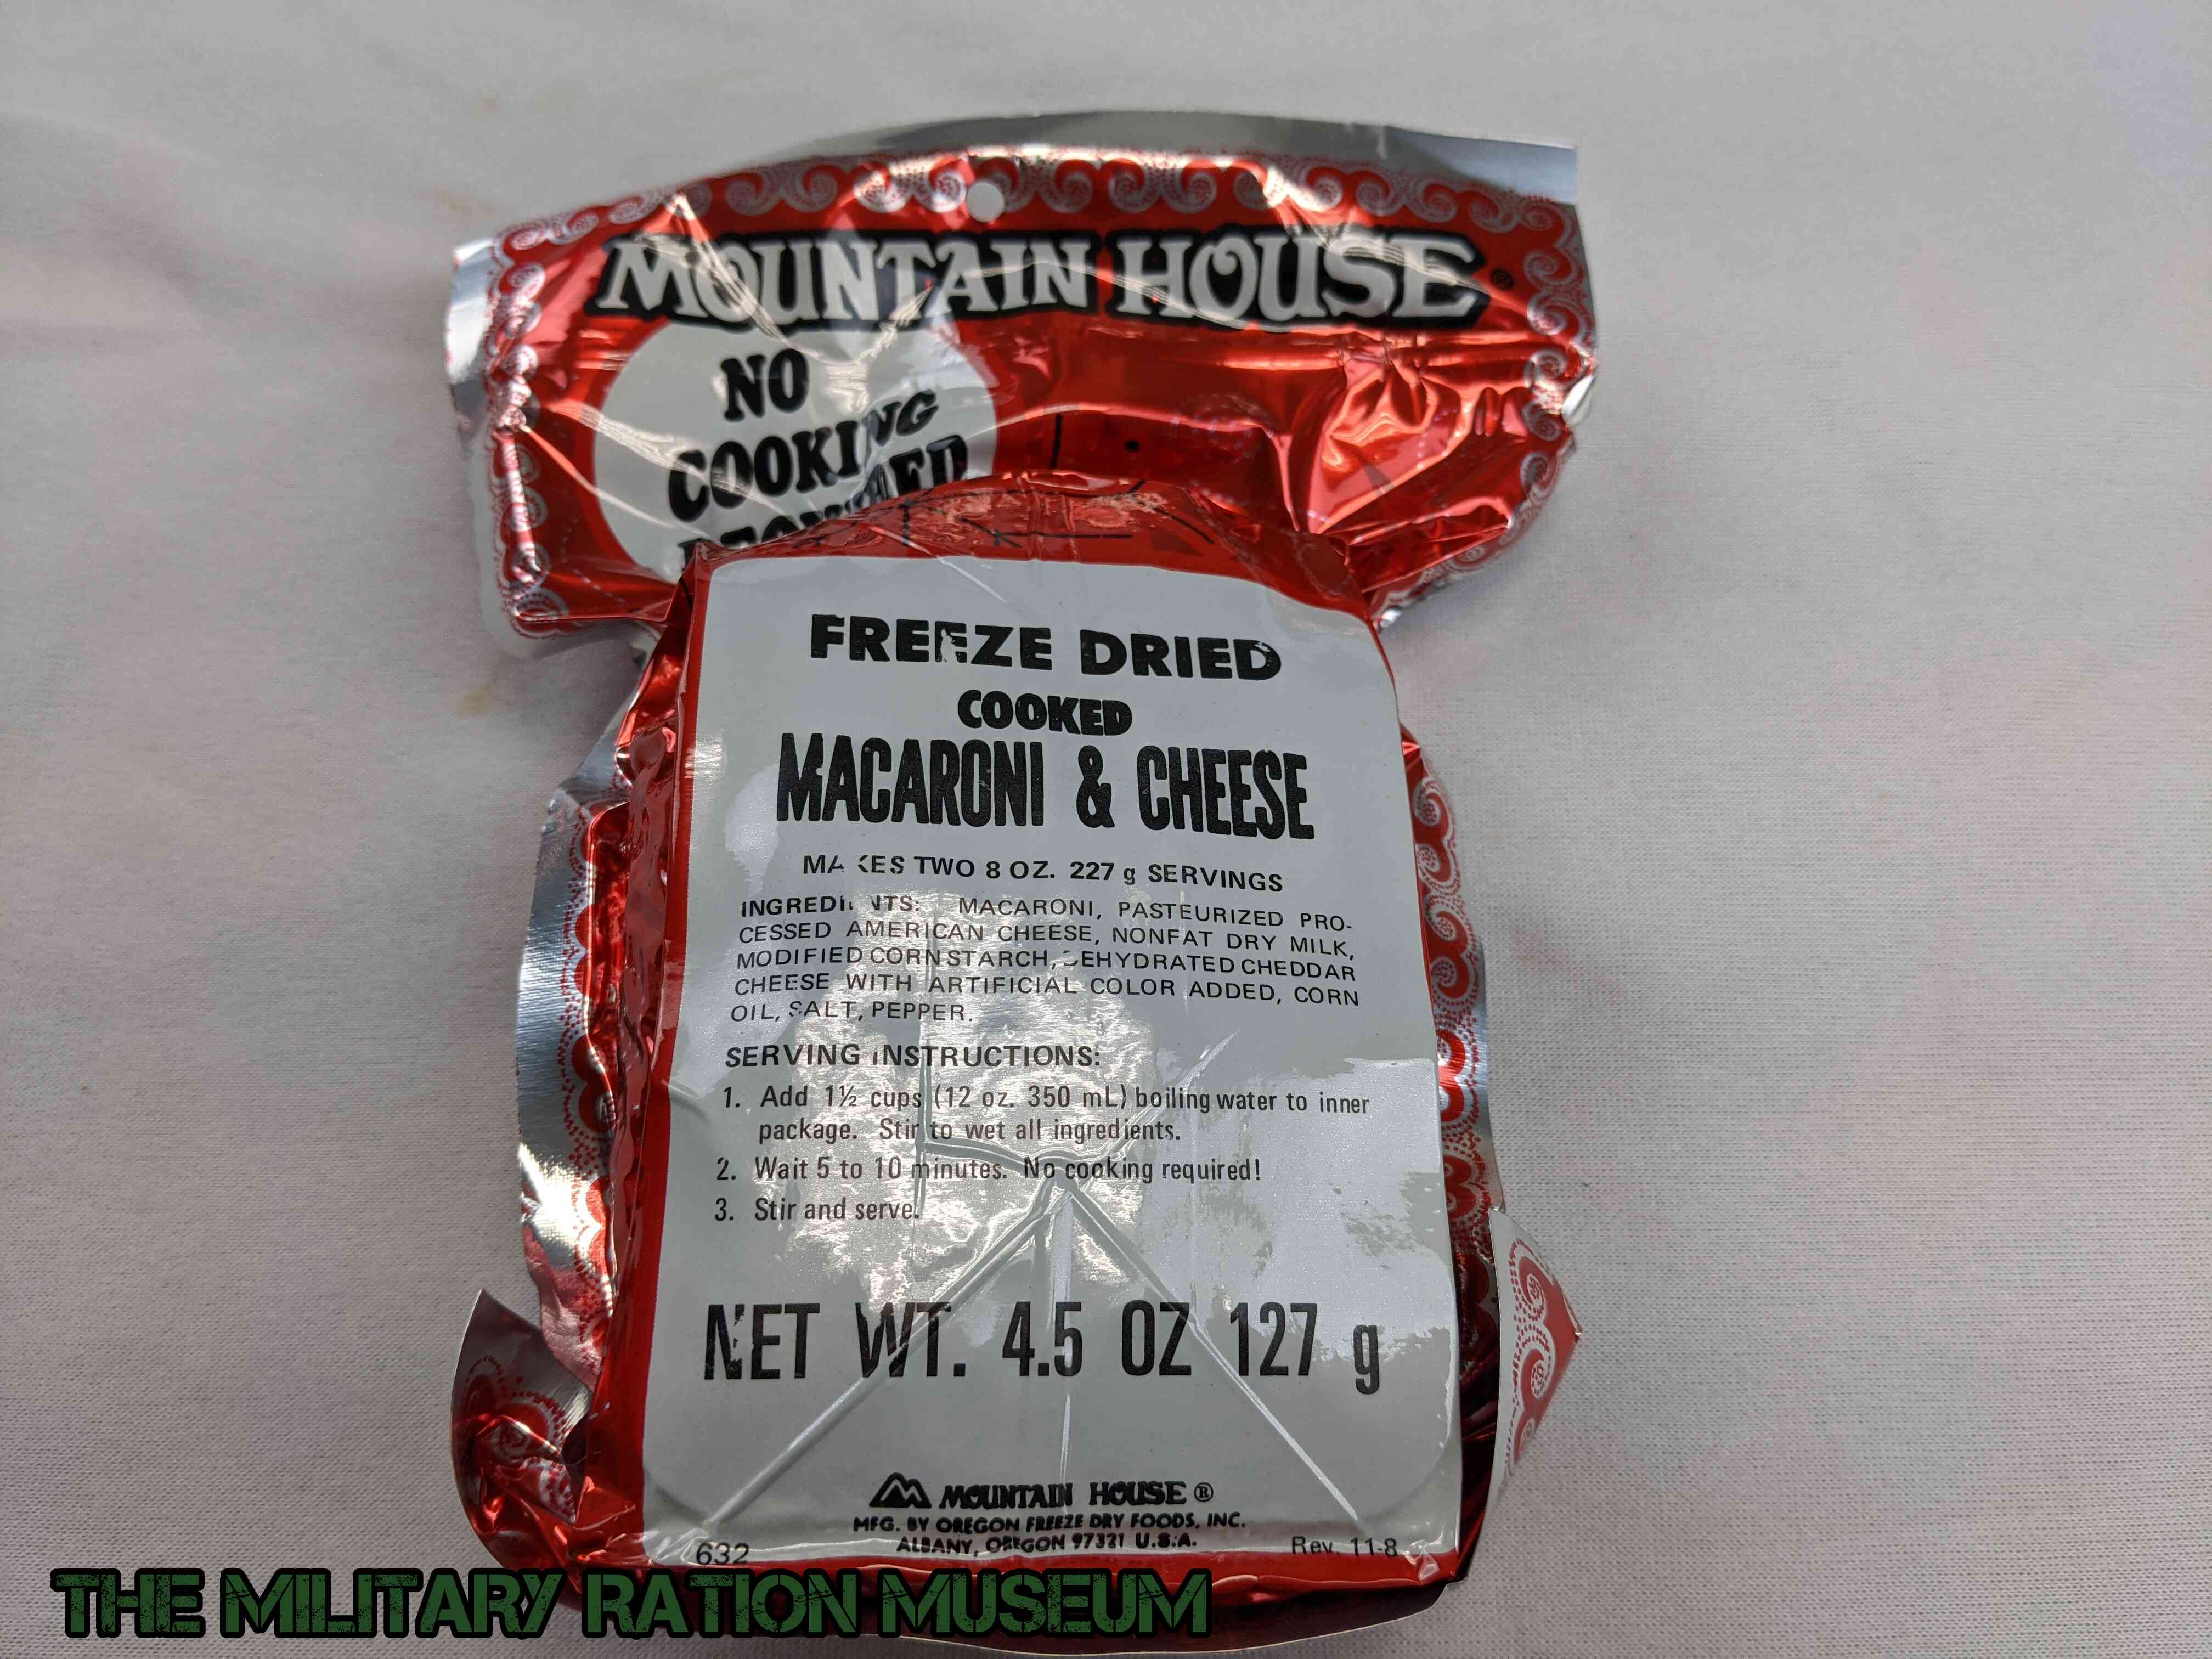 MOUNTAIN HOUSE ®
NO
COOKING
FREEZE DRIED
COOKED
MACARONI & CHEESE
MAKES TWO 8 OZ. 227 g SERVINGS
INGREDIENTS: MACARONI, PASTEURIZED PRO-
CESSED AMERICAN CHEESE, NONFAT DRY MILK,
MODIFIED CORN STARCH, DEHYDRATED CHEDDAR
CHEESE WITH ARTIFICIAL COLOR ADDED, CORN
OIL, SALT, PEPPER.
SERVING INSTRUCTIONS:
1. Add 1½ cups (12 oz. 350 mL) boiling water to inner
package. Stir to wet all ingredients.
2. Wait 5 to 10 minutes. No cooking required!
3. Stir and serve.
NET WT. 4.5 OZ 127 g
MOUNTAIN HOUSE ®
MFG. BY OREGON FREEZE DRY FOODS, INC.
ALBANY, OREGON 97321 U.S.A.
632 Rev. 11-8
THE MILITARY RATION MUSEUM